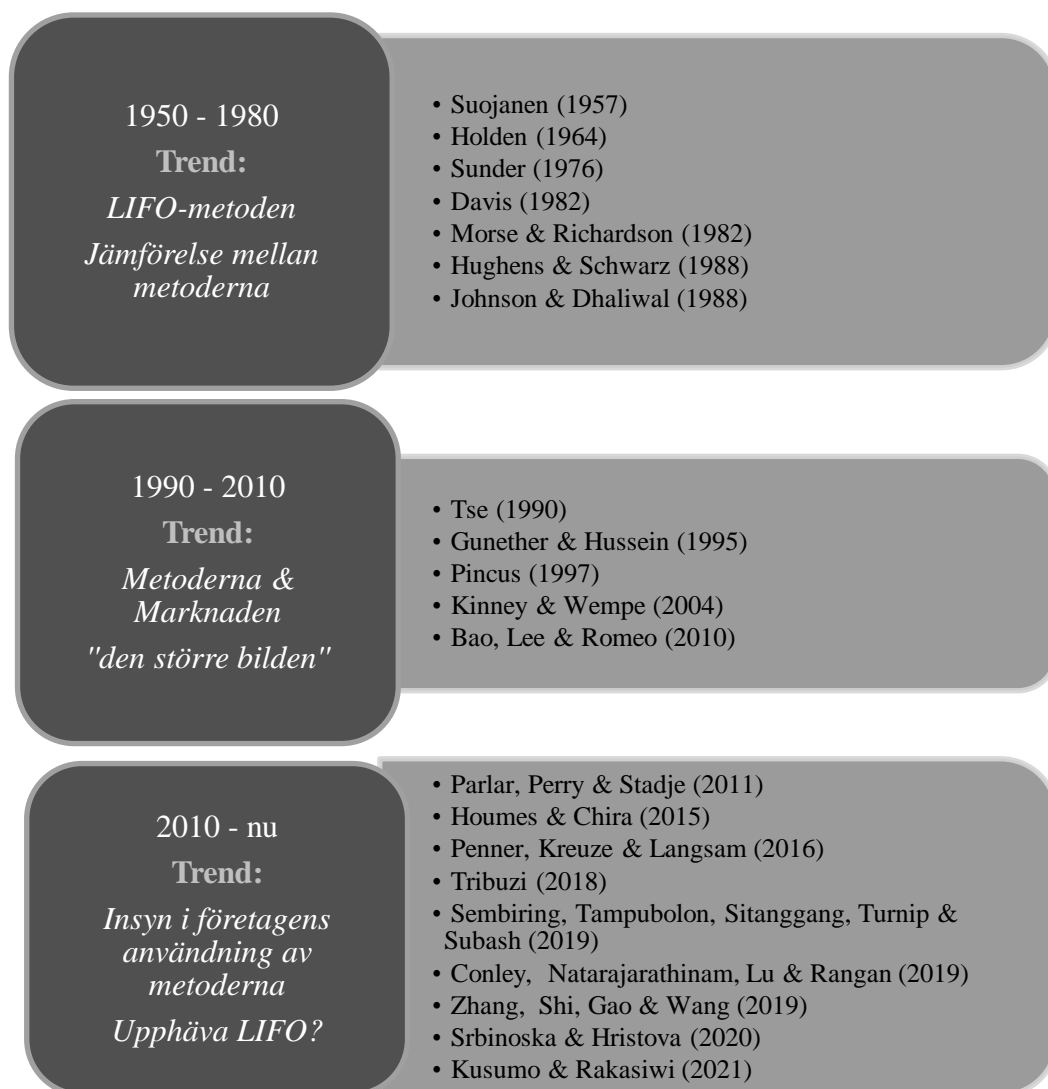 1950 - 1980
Trend:
LIFO-metoden
Jämförelse mellan
metoderna
• Suojanen (1957)
• Holden (1964)
• Sunder (1976)
• Davis (1982)
• Morse & Richardson (1982)
• Hughens & Schwarz (1988)
• Johnson & Dhaliwal (1988)
1990 - 2010
Trend:
Metoderna &
Marknaden
"den större bilden"
• Tse (1990)
• Gunether & Hussein (1995)
• Pincus (1997)
• Kinney & Wempe (2004)
• Bao, Lee & Romeo (2010)
2010 - nu
Trend:
Insyn i företagens
användning av
metoderna
Upphäva LIFO?
• Parlar, Perry & Stadje (2011)
• Houmes & Chira (2015)
• Penner, Kreuze & Langsam (2016)
• Tribuzi (2018)
• Sembiring, Tampubolon, Sitanggang, Turnip &
Subash (2019)
• Conley, Natarajarathinam, Lu & Rangan (2019)
• Zhang, Shi, Gao & Wang (2019)
• Srbinoska & Hristova (2020)
• Kusumo & Rakasiwi (2021)